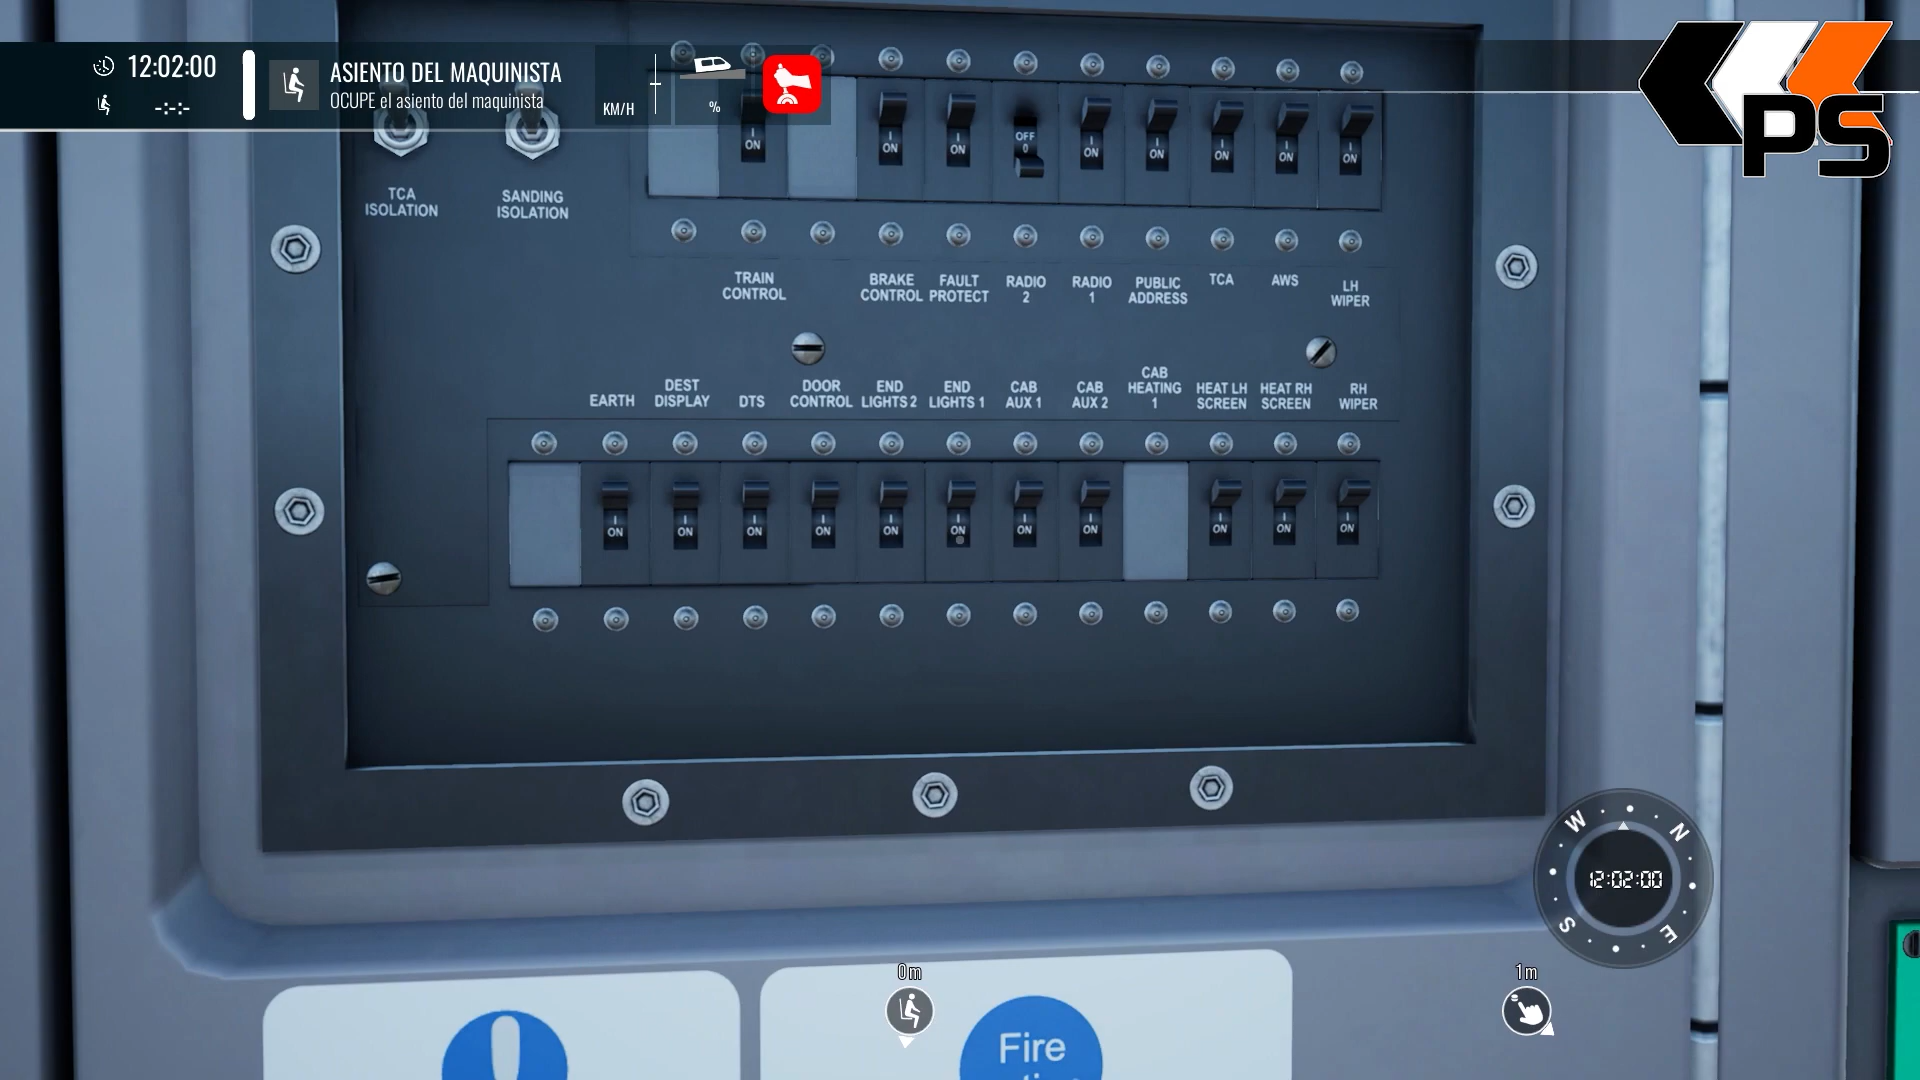 12:02:00
-:-:-
ASIENTO DEL MAQUINISTA
OCUPE el asiento del maquinista
KM/H
%
PS
I ON I ON I ON OFF 0 I ON I ON I ON I ON I ON
TCA ISOLATION
SANDING ISOLATION
TRAIN CONTROL
BRAKE CONTROL
FAULT PROTECT
RADIO 2
RADIO 1
PUBLIC ADDRESS
TCA
AWS
LH WIPER
EARTH
DEST DISPLAY
DTS
DOOR CONTROL
END LIGHTS 2
END LIGHTS 1
CAB AUX 1
CAB AUX 2
CAB HEATING 1
HEAT LH SCREEN
HEAT RH SCREEN
RH WIPER
I ON I ON I ON I ON I ON I ON I ON I ON I ON I ON I ON
W N
12:02:00
S E
0m
1m
Fire